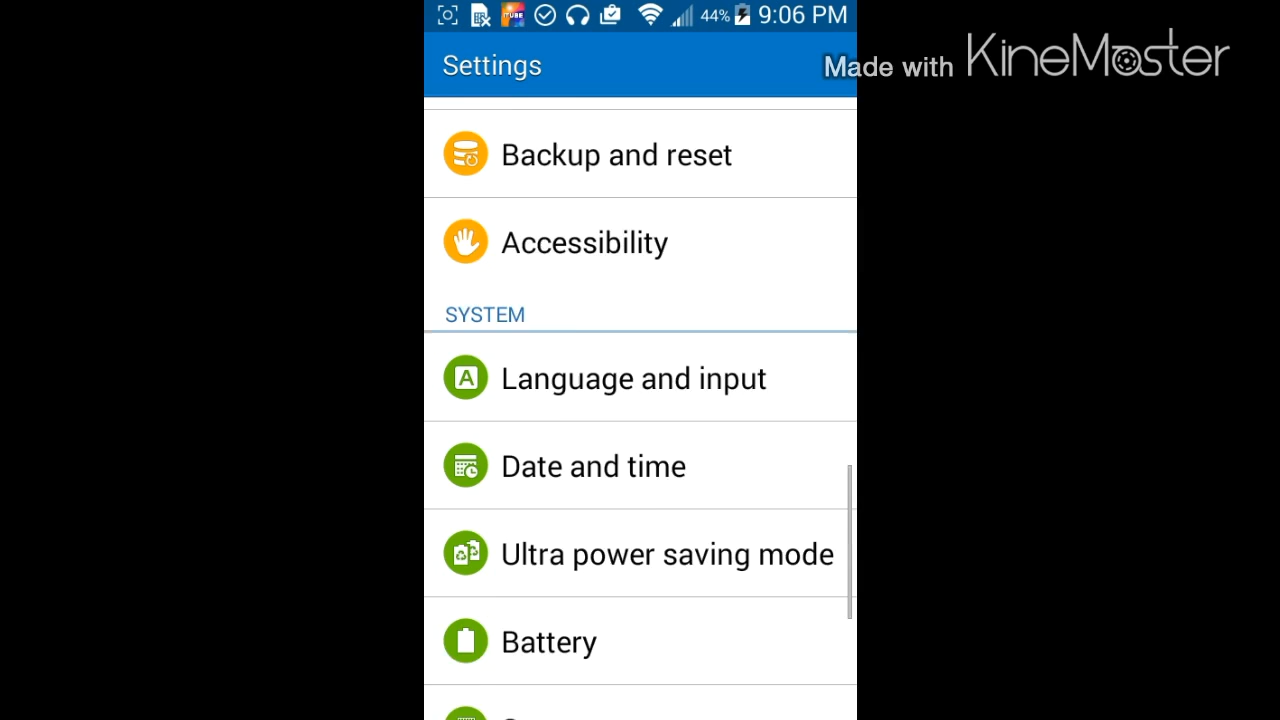 44% 9:06 PM
Settings
Made with KineMaster
Backup and reset
Accessibility
SYSTEM
Language and input
Date and time
Ultra power saving mode
Battery